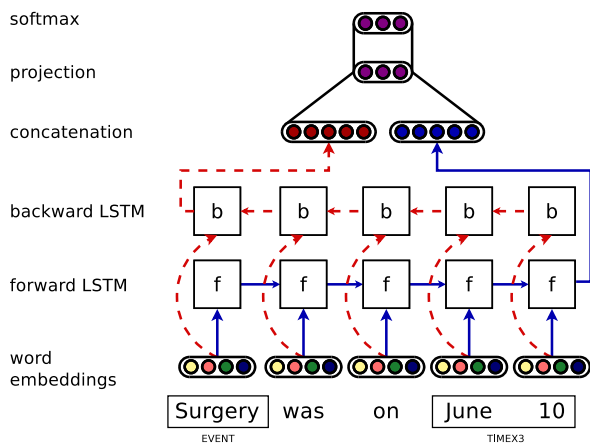 softmax
projection
concatenation
backward LSTM b b b b b
forward LSTM f f f f f
word
embeddings
Surgery was on June 10
EVENT TIMEX3